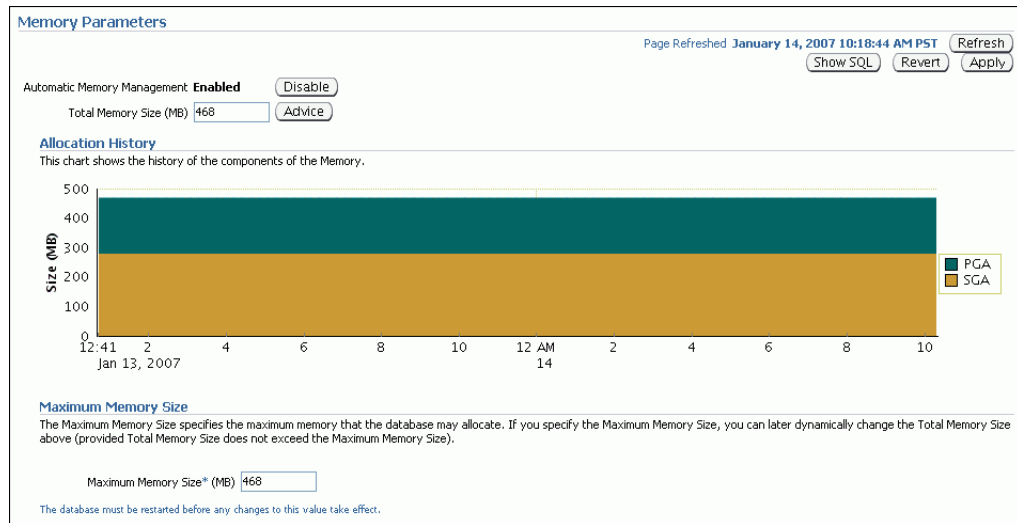 Memory Parameters
Page Refreshed January 14, 2007 10:18:44 AM PST Refresh
Show SQL Revert Apply
Automatic Memory Management Enabled Disable
Total Memory Size (MB) 468 Advice
Allocation History
This chart shows the history of the components of the Memory.
Size (MB)
500
400
300
200
100
0
12:41 2 4 6 8 10 12 AM 2 4 6 8 10
Jan 13, 2007 14
PGA
SGA
Maximum Memory Size
The Maximum Memory Size specifies the maximum memory that the database may allocate. If you specify the Maximum Memory Size, you can later dynamically change the Total Memory Size
above (provided Total Memory Size does not exceed the Maximum Memory Size).
Maximum Memory Size* (MB) 468
The database must be restarted before any changes to this value take effect.